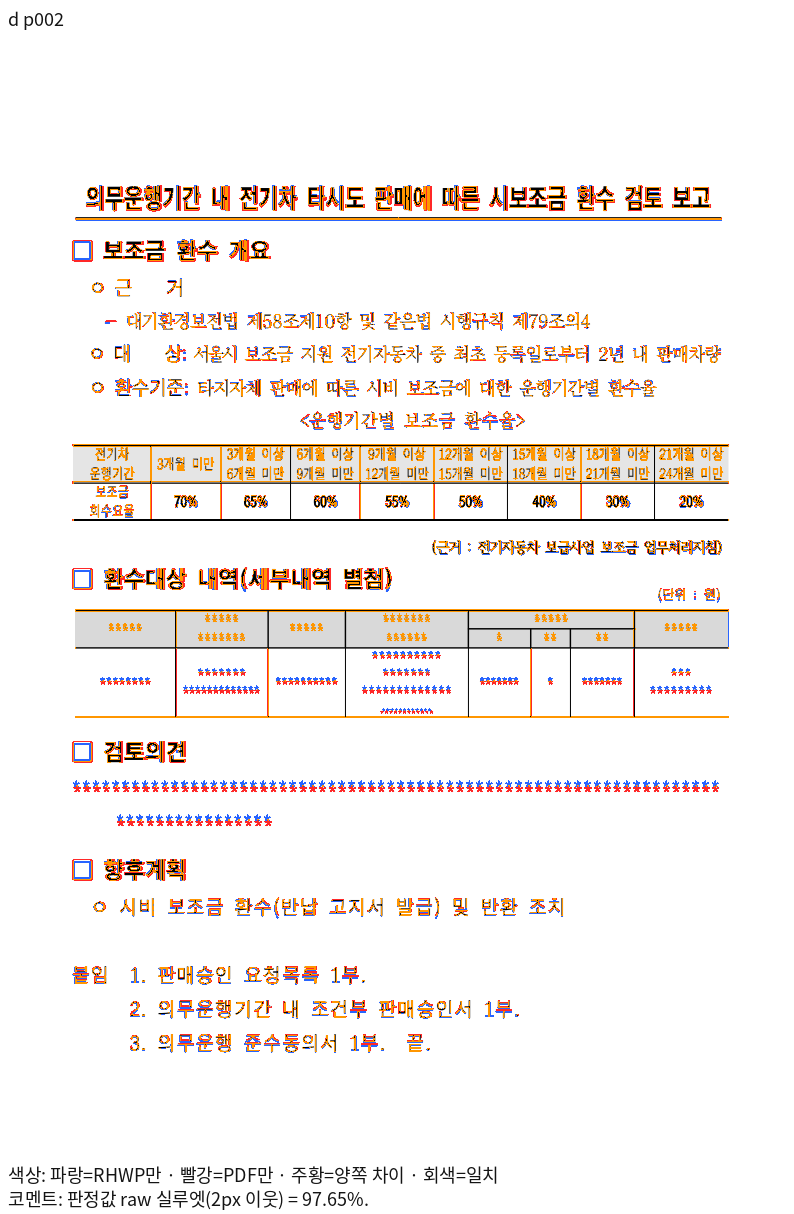 d p002
의무운행기간 내 전기차 타시도 판매에 따른 시보조금 환수 검토 보고
□ 보조금 환수 개요
○ 근 거
- 대기환경보전법 제58조제10항 및 같은법 시행규칙 제79조의4
○ 대 상: 서울시 보조금 지원 전기자동차 중 최초 등록일로부터 2년 내 판매차량
○ 환수기준: 타지자체 판매에 따른 시비 보조금에 대한 운행기간별 환수율
<운행기간별 보조금 환수율>
전기차 운행기간 3개월 미만 3개월 이상 6개월 미만 6개월 이상 9개월 미만 9개월 이상 12개월 미만 12개월 이상 15개월 미만 15개월 이상 18개월 미만 18개월 이상 21개월 미만 21개월 이상 24개월 미만
보조금 회수요율 70% 65% 60% 55% 50% 40% 30% 20%
(근거 : 전기자동차 보급사업 보조금 업무처리지침)
□ 환수대상 내역(세부내역 별첨)
(단위 : 원)
***** ***** ******* ***** ******* ****** ***** * ** ** *****
******** ******* ************* ********** ********** ******* ************* ************ ******* * ******* *** *********
□ 검토의견
******************************************************************
****************
□ 향후계획
○ 시비 보조금 환수(반납 고지서 발급) 및 반환 조치
붙임 1. 판매승인 요청목록 1부.
2. 의무운행기간 내 조건부 판매승인서 1부.
3. 의무운행 준수동의서 1부. 끝.
색상: 파랑=RHWP만 · 빨강=PDF만 · 주황=양쪽 차이 · 회색=일치
코멘트: 판정값 raw 실루엣(2px 이웃) = 97.65%.